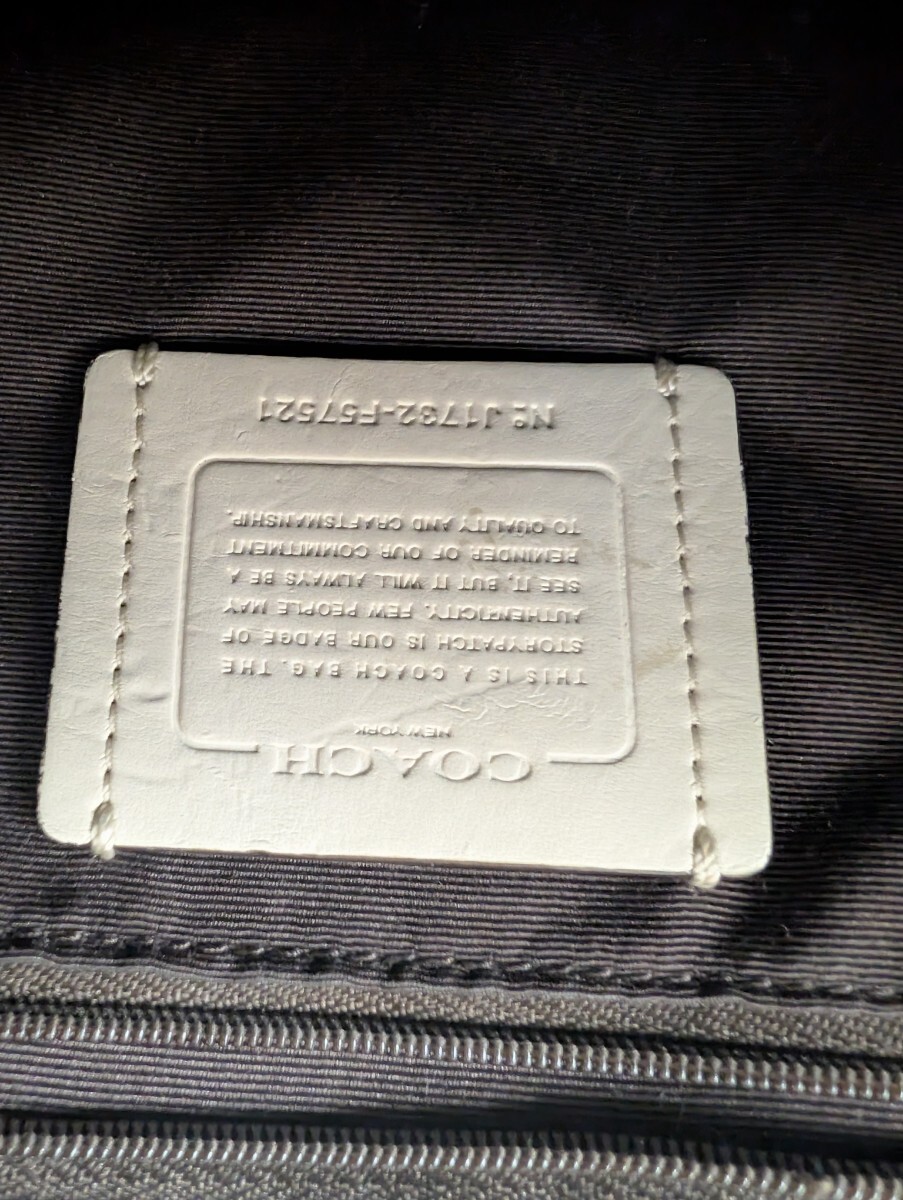 COACH
NEW YORK
THIS IS A COACH BAG. THE
STORYPATCH IS OUR BADGE OF
AUTHENTICITY. FEW PEOPLE MAY
SEE IT, BUT IT WILL ALWAYS BE A
REMINDER OF OUR COMMITMENT
TO QUALITY AND CRAFTSMANSHIP.
Nº J1732-F57521